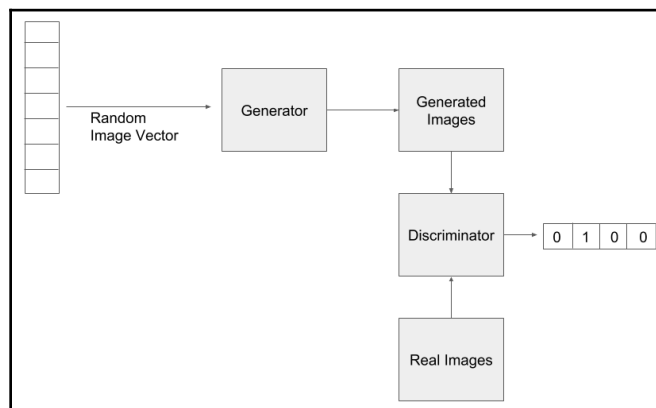 Random
Image Vector
Generator
Generated
Images
Discriminator
0 1 0 0
Real Images